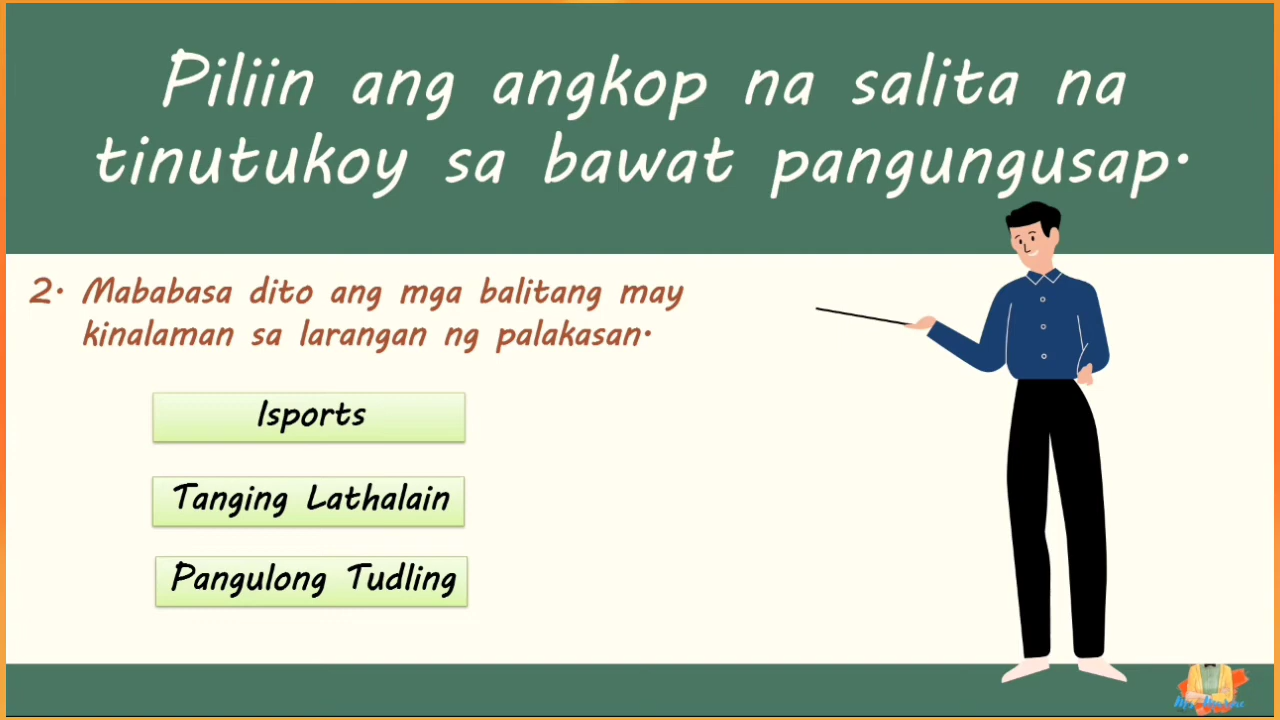 Piliin ang angkop na salita na
tinutukoy sa bawat pangungusap.
2. Mababasa dito ang mga balitang may
kinalaman sa larangan ng palakasan.
Isports
Tanging Lathalain
Pangulong Tudling